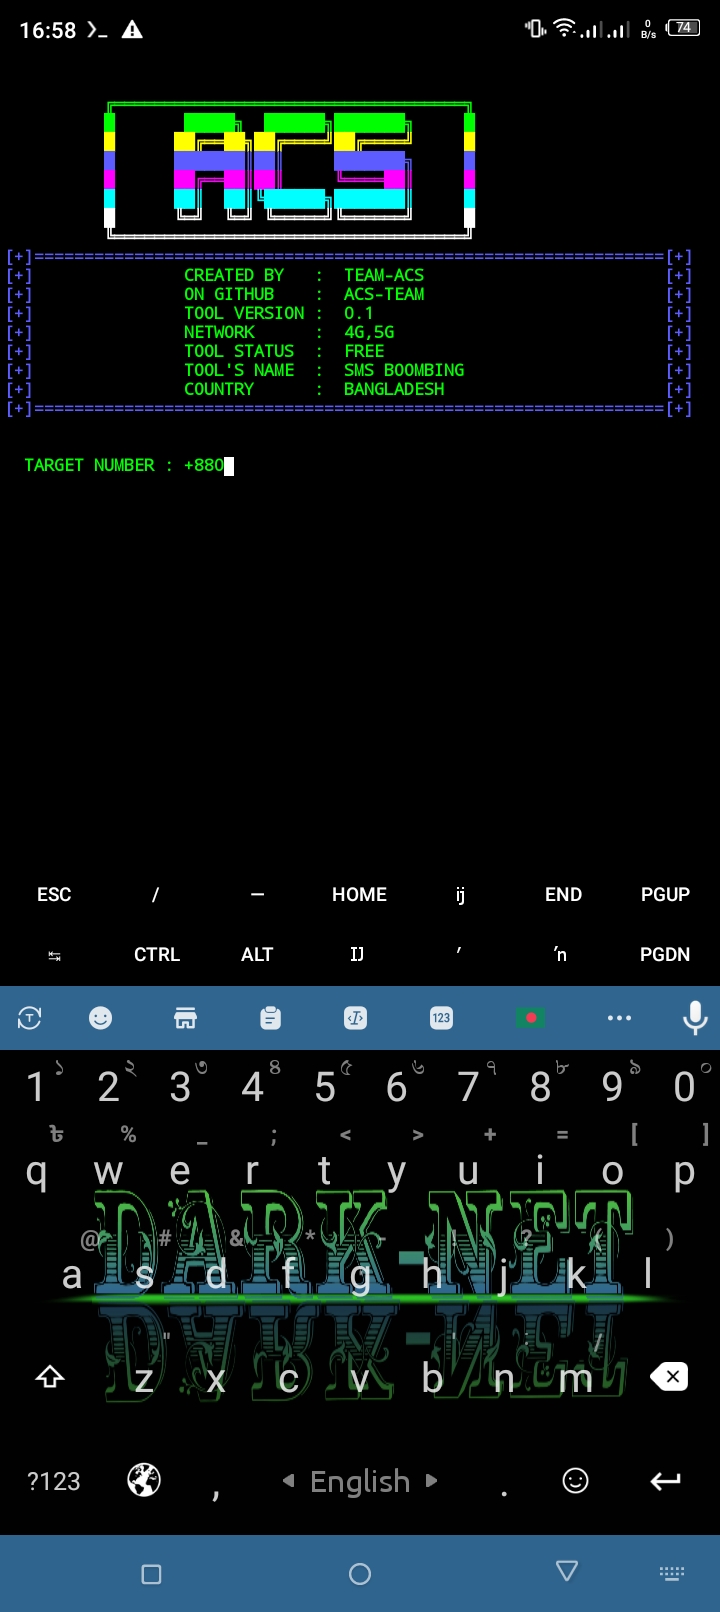 16:58
0
B/s
74
ACS
[+]===============================================================[+]
[+] CREATED BY : TEAM-ACS [+]
[+] ON GITHUB : ACS-TEAM [+]
[+] TOOL VERSION : 0.1 [+]
[+] NETWORK : 4G,5G [+]
[+] TOOL STATUS : FREE [+]
[+] TOOL'S NAME : SMS BOOMBING [+]
[+] COUNTRY : BANGLADESH [+]
[+]===============================================================[+]
TARGET NUMBER : +880
ESC / — HOME ij END PGUP
↹ CTRL ALT IJ ʼ ŉ PGDN
T T 123 ...
১ ২ ৩ ৪ ৫ ৬ ৭ ৮ ৯ ০
1 2 3 4 5 6 7 8 9 0
৳ % _ ; < > + = [ ]
q w e r t y u i o p
DARK-NET
@ # & * - ! ? ( )
a s d f g h j k l
" ' : /
z x c v b n m
?123 , English .